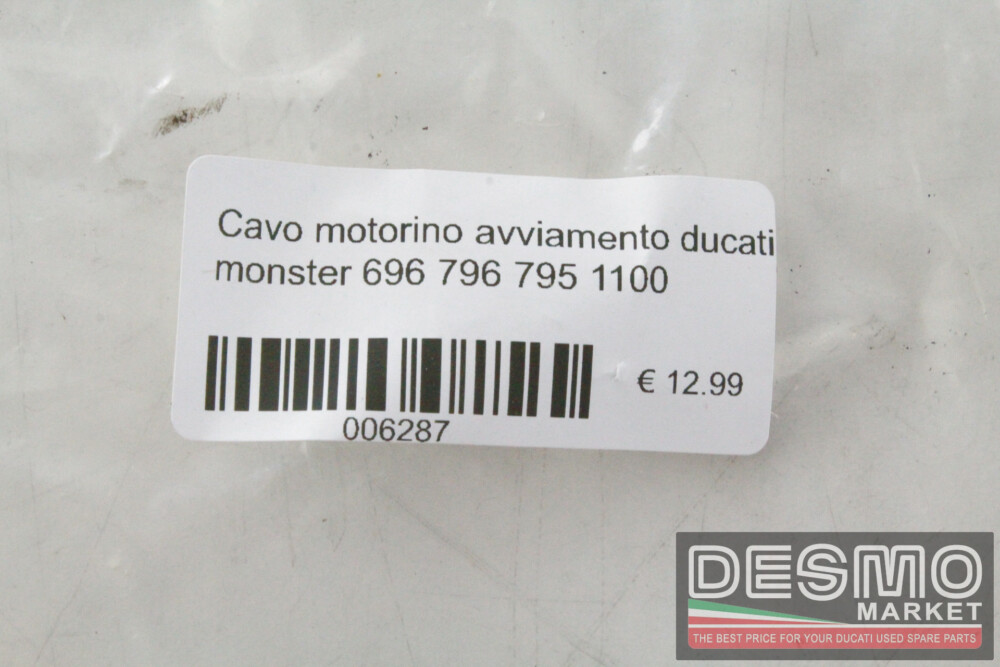 Cavo motorino avviamento ducati
monster 696 796 795 1100
€ 12.99
006287
DESMO
MARKET
THE BEST PRICE FOR YOUR DUCATI USED SPARE PARTS